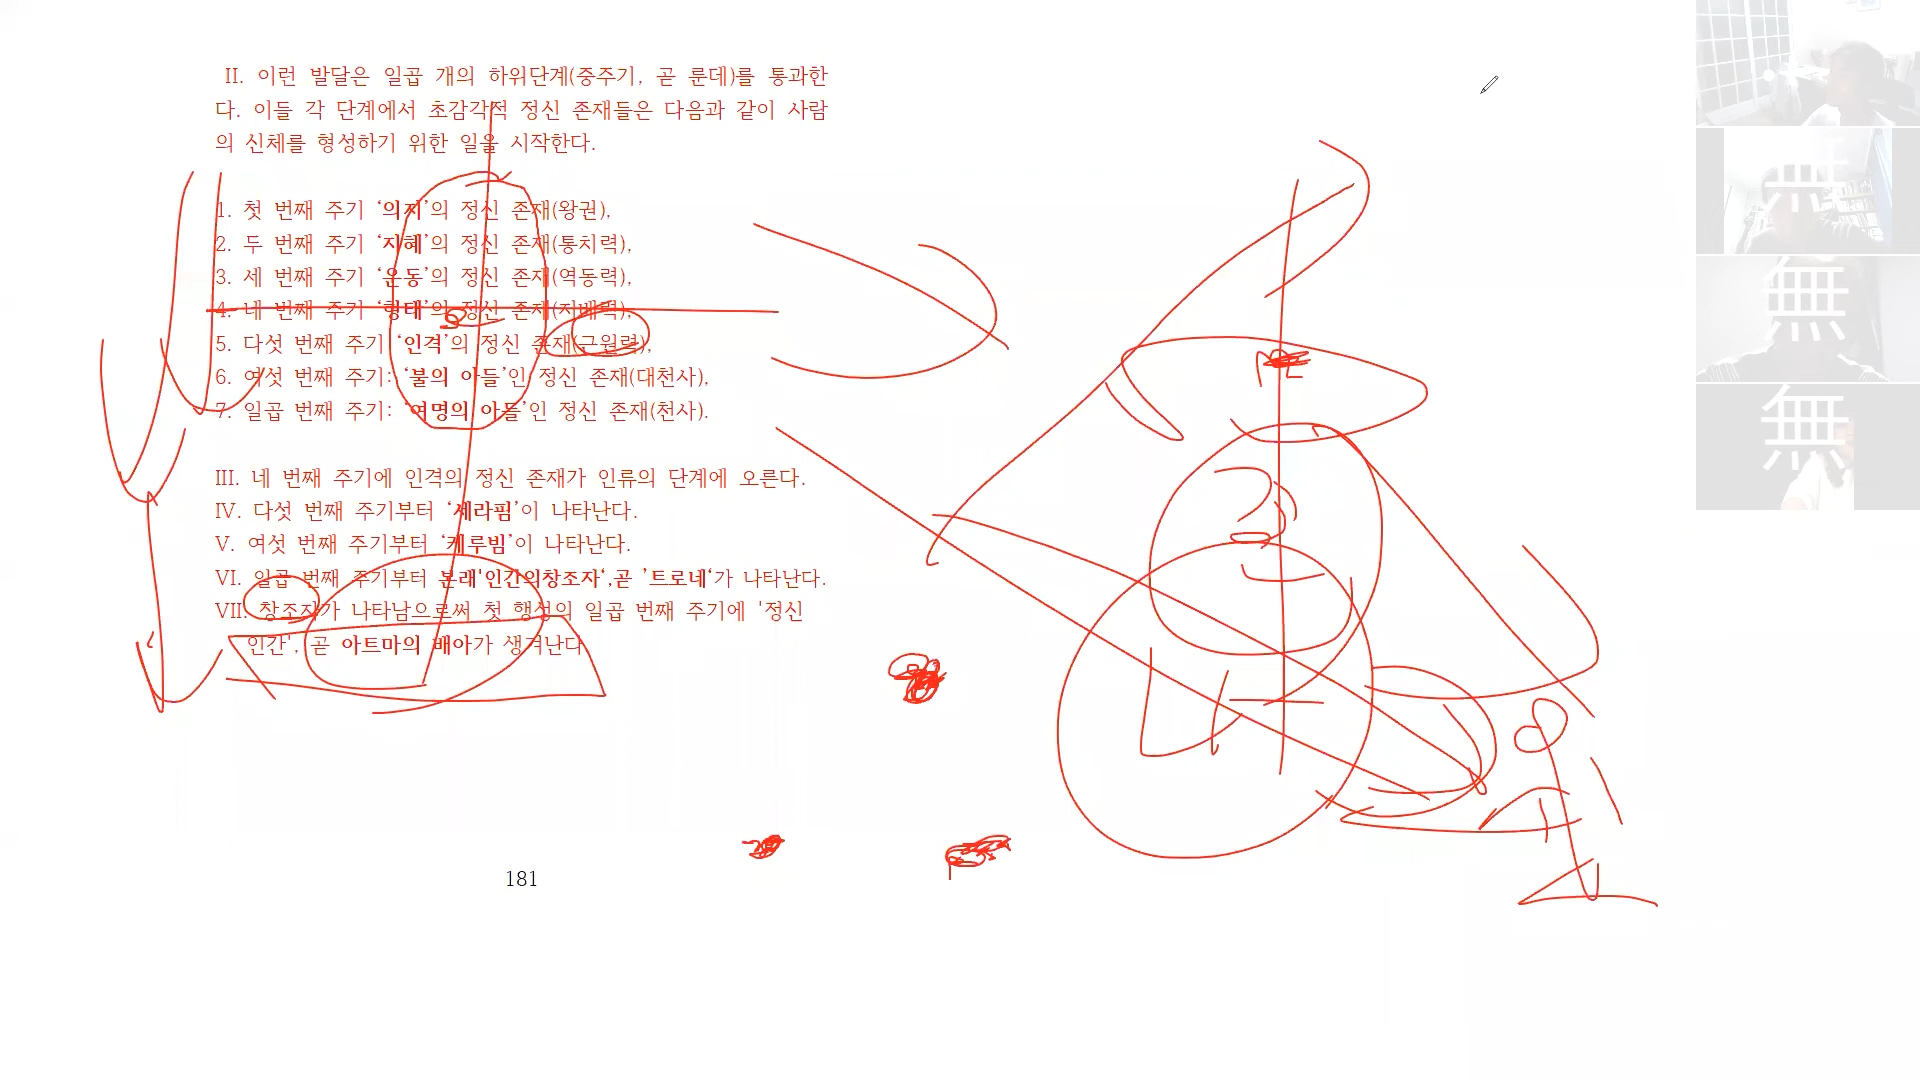 II. 이런 발달은 일곱 개의 하위단계(중주기, 곧 룬데)를 통과한
다. 이들 각 단계에서 초감각적 정신 존재들은 다음과 같이 사람
의 신체를 형성하기 위한 일을 시작한다.
1. 첫 번째 주기 ‘의지’의 정신 존재(왕권),
2. 두 번째 주기 ‘지혜’의 정신 존재(통치력),
3. 세 번째 주기 ‘운동’의 정신 존재(역동력),
4. 네 번째 주기 ‘형태’의 정신 존재(지배력),
5. 다섯 번째 주기 ‘인격’의 정신 존재(근원력),
6. 여섯 번째 주기: ‘불의 아들’인 정신 존재(대천사),
7. 일곱 번째 주기: ‘여명의 아들’인 정신 존재(천사).
III. 네 번째 주기에 인격의 정신 존재가 인류의 단계에 오른다.
IV. 다섯 번째 주기부터 ‘세라핌’이 나타난다.
V. 여섯 번째 주기부터 ‘케루빔’이 나타난다.
VI. 일곱 번째 주기부터 본래'인간의창조자‘,곧 ’트로네‘가 나타난다.
VII. 창조자가 나타남으로써 첫 행성의 일곱 번째 주기에 '정신
인간', 곧 아트마의 배아가 생겨난다
181
無
無
無